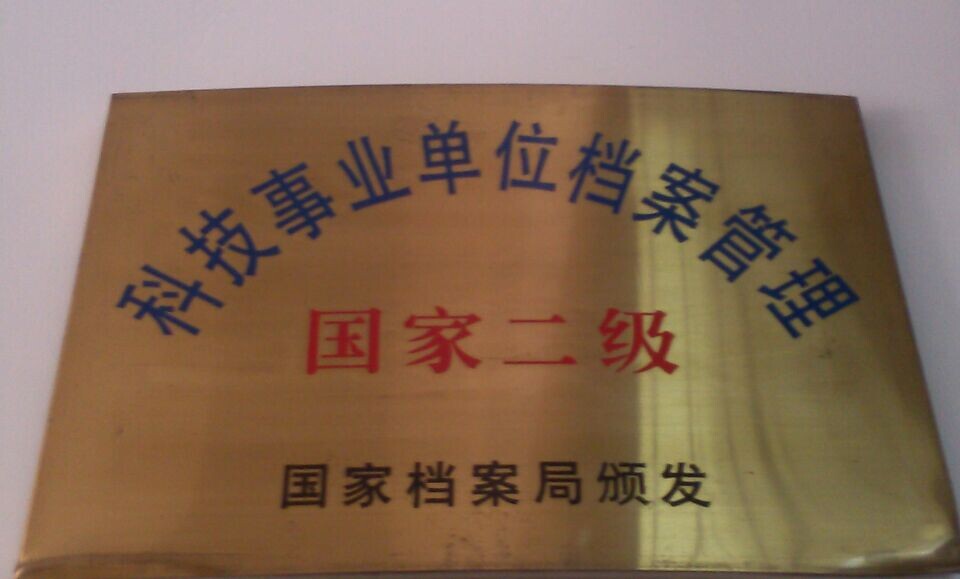 科技事业单位档案管理
国家二级
国家档案局颁发